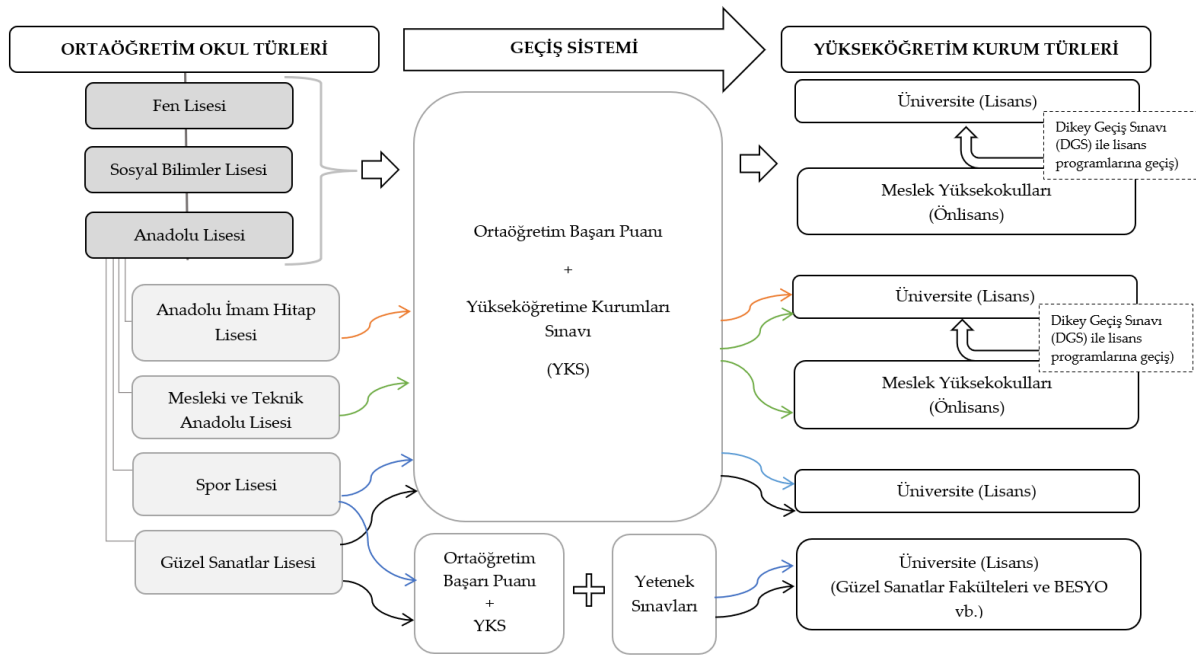 ORTAÖĞRETİM OKUL TÜRLERİ
GEÇİŞ SİSTEMİ
YÜKSEKÖĞRETİM KURUM TÜRLERİ
Fen Lisesi
Sosyal Bilimler Lisesi
Anadolu Lisesi
Anadolu İmam Hitap
Lisesi
Mesleki ve Teknik
Anadolu Lisesi
Spor Lisesi
Güzel Sanatlar Lisesi
Ortaöğretim Başarı Puanı
+
Yükseköğretime Kurumları
Sınavı
(YKS)
Ortaöğretim
Başarı Puanı
+
YKS
Yetenek
Sınavları
Üniversite (Lisans)
Dikey Geçiş Sınavı
(DGS) ile lisans
programlarına geçiş)
Meslek Yüksekokulları
(Önlisans)
Üniversite (Lisans)
Dikey Geçiş Sınavı
(DGS) ile lisans
programlarına geçiş)
Meslek Yüksekokulları
(Önlisans)
Üniversite (Lisans)
Üniversite (Lisans)
(Güzel Sanatlar Fakülteleri ve BESYO
vb.)